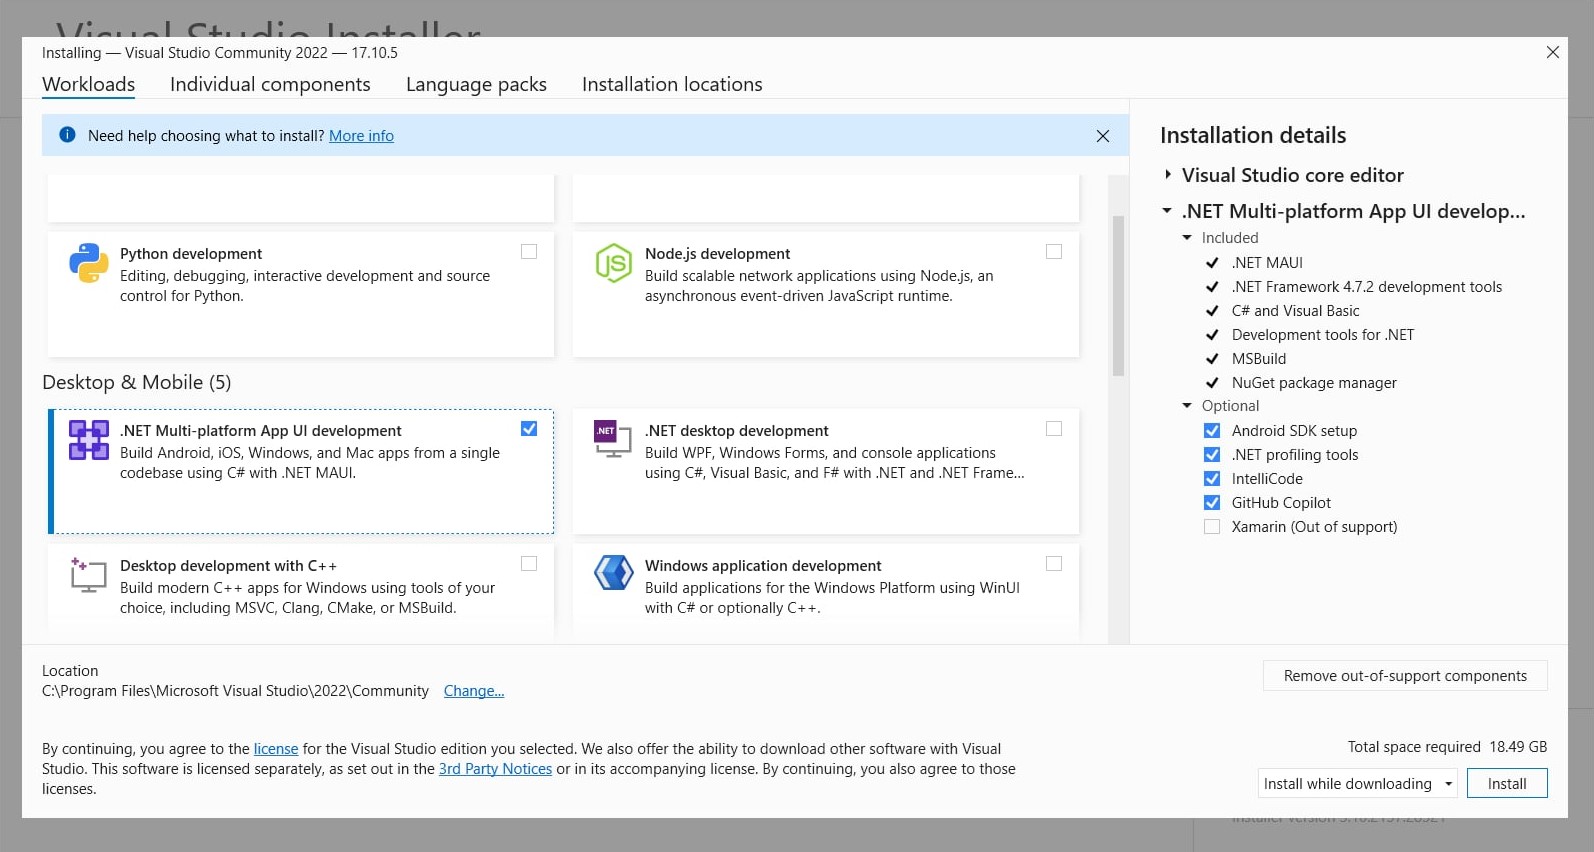 Visual Studio Installer
Installing — Visual Studio Community 2022 — 17.10.5
Workloads Individual components Language packs Installation locations
Need help choosing what to install? More info
Python development
Editing, debugging, interactive development and source
control for Python.
Node.js development
Build scalable network applications using Node.js, an
asynchronous event-driven JavaScript runtime.
Desktop & Mobile (5)
.NET Multi-platform App UI development
Build Android, iOS, Windows, and Mac apps from a single
codebase using C# with .NET MAUI.
.NET
.NET desktop development
Build WPF, Windows Forms, and console applications
using C#, Visual Basic, and F# with .NET and .NET Frame...
Desktop development with C++
Build modern C++ apps for Windows using tools of your
choice, including MSVC, Clang, CMake, or MSBuild.
Windows application development
Build applications for the Windows Platform using WinUI
with C# or optionally C++.
Installation details
Visual Studio core editor
.NET Multi-platform App UI develop...
Included
.NET MAUI
.NET Framework 4.7.2 development tools
C# and Visual Basic
Development tools for .NET
MSBuild
NuGet package manager
Optional
Android SDK setup
.NET profiling tools
IntelliCode
GitHub Copilot
Xamarin (Out of support)
Location
C:\Program Files\Microsoft Visual Studio\2022\Community Change...
Remove out-of-support components
By continuing, you agree to the license for the Visual Studio edition you selected. We also offer the ability to download other software with Visual
Studio. This software is licensed separately, as set out in the 3rd Party Notices or in its accompanying license. By continuing, you also agree to those
licenses.
Total space required 18.49 GB
Install while downloading Install
Installer version